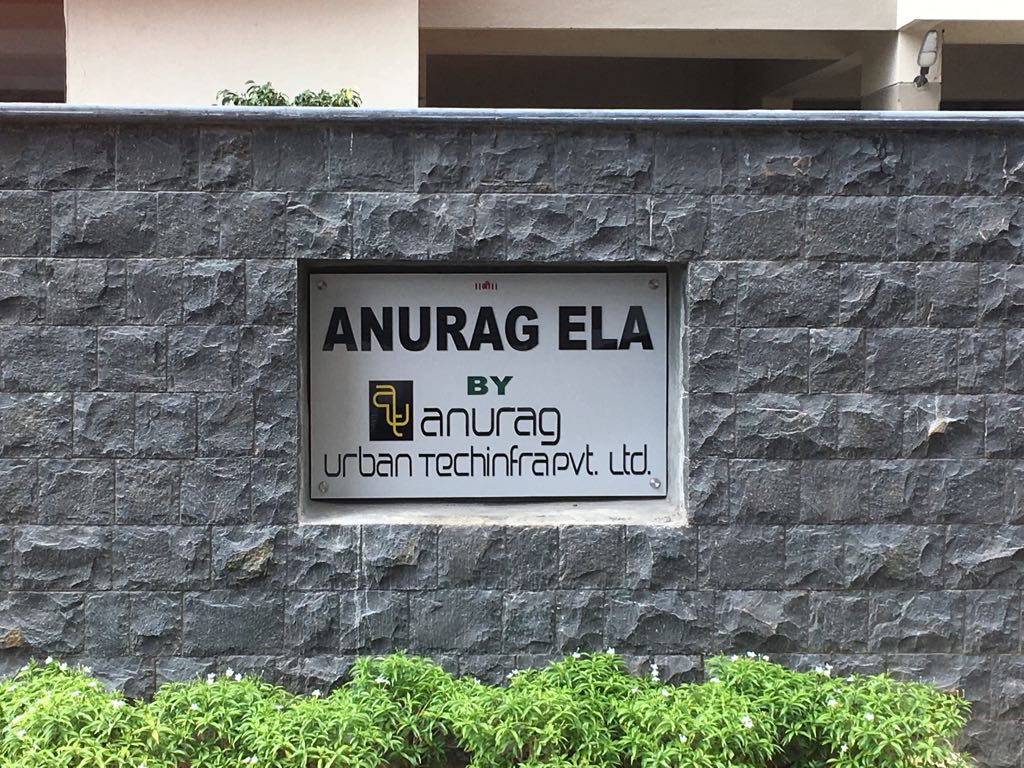 ।।श्री।।
ANURAG ELA
BY
anurag
urban Techinfra pvt. Ltd.